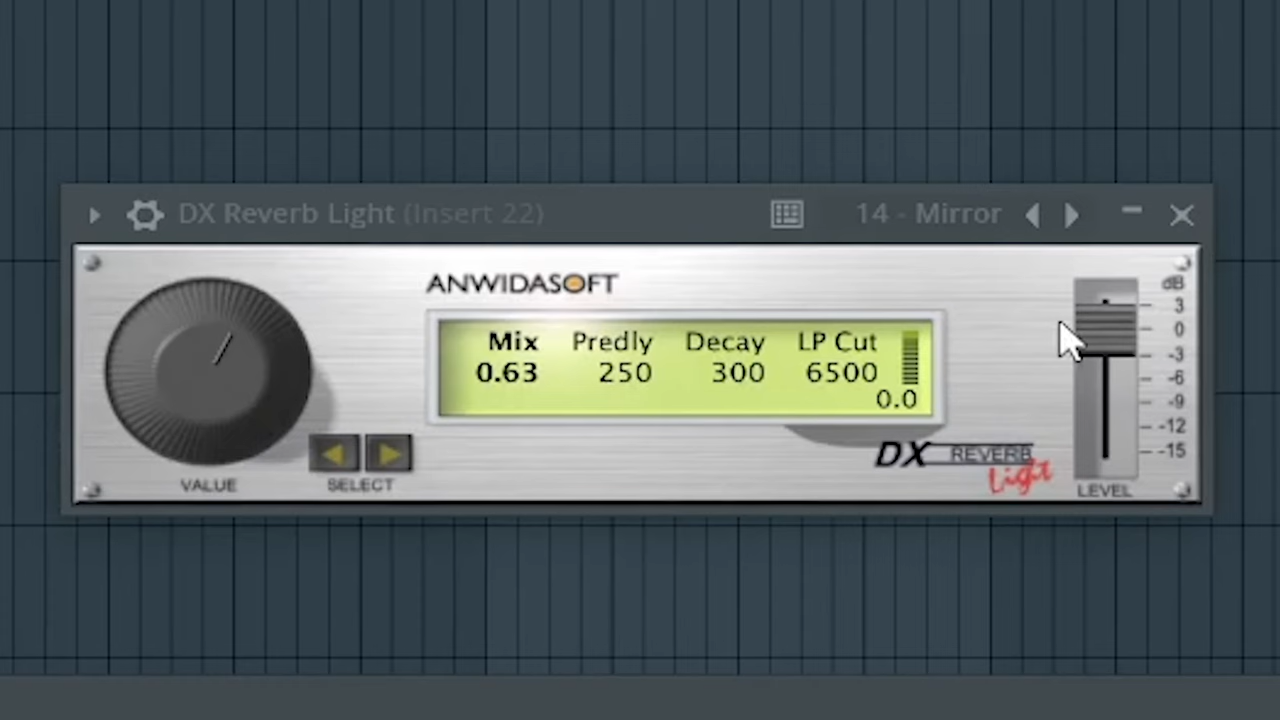 DX Reverb Light (Insert 22)
14 - Mirror
ANWIDASOFT
Mix Predly Decay LP Cut
0.63 250 300 6500
0.0
DX REVERB
Light
VALUE
SELECT
dB
3
0
-3
-6
-9
-12
-15
LEVEL